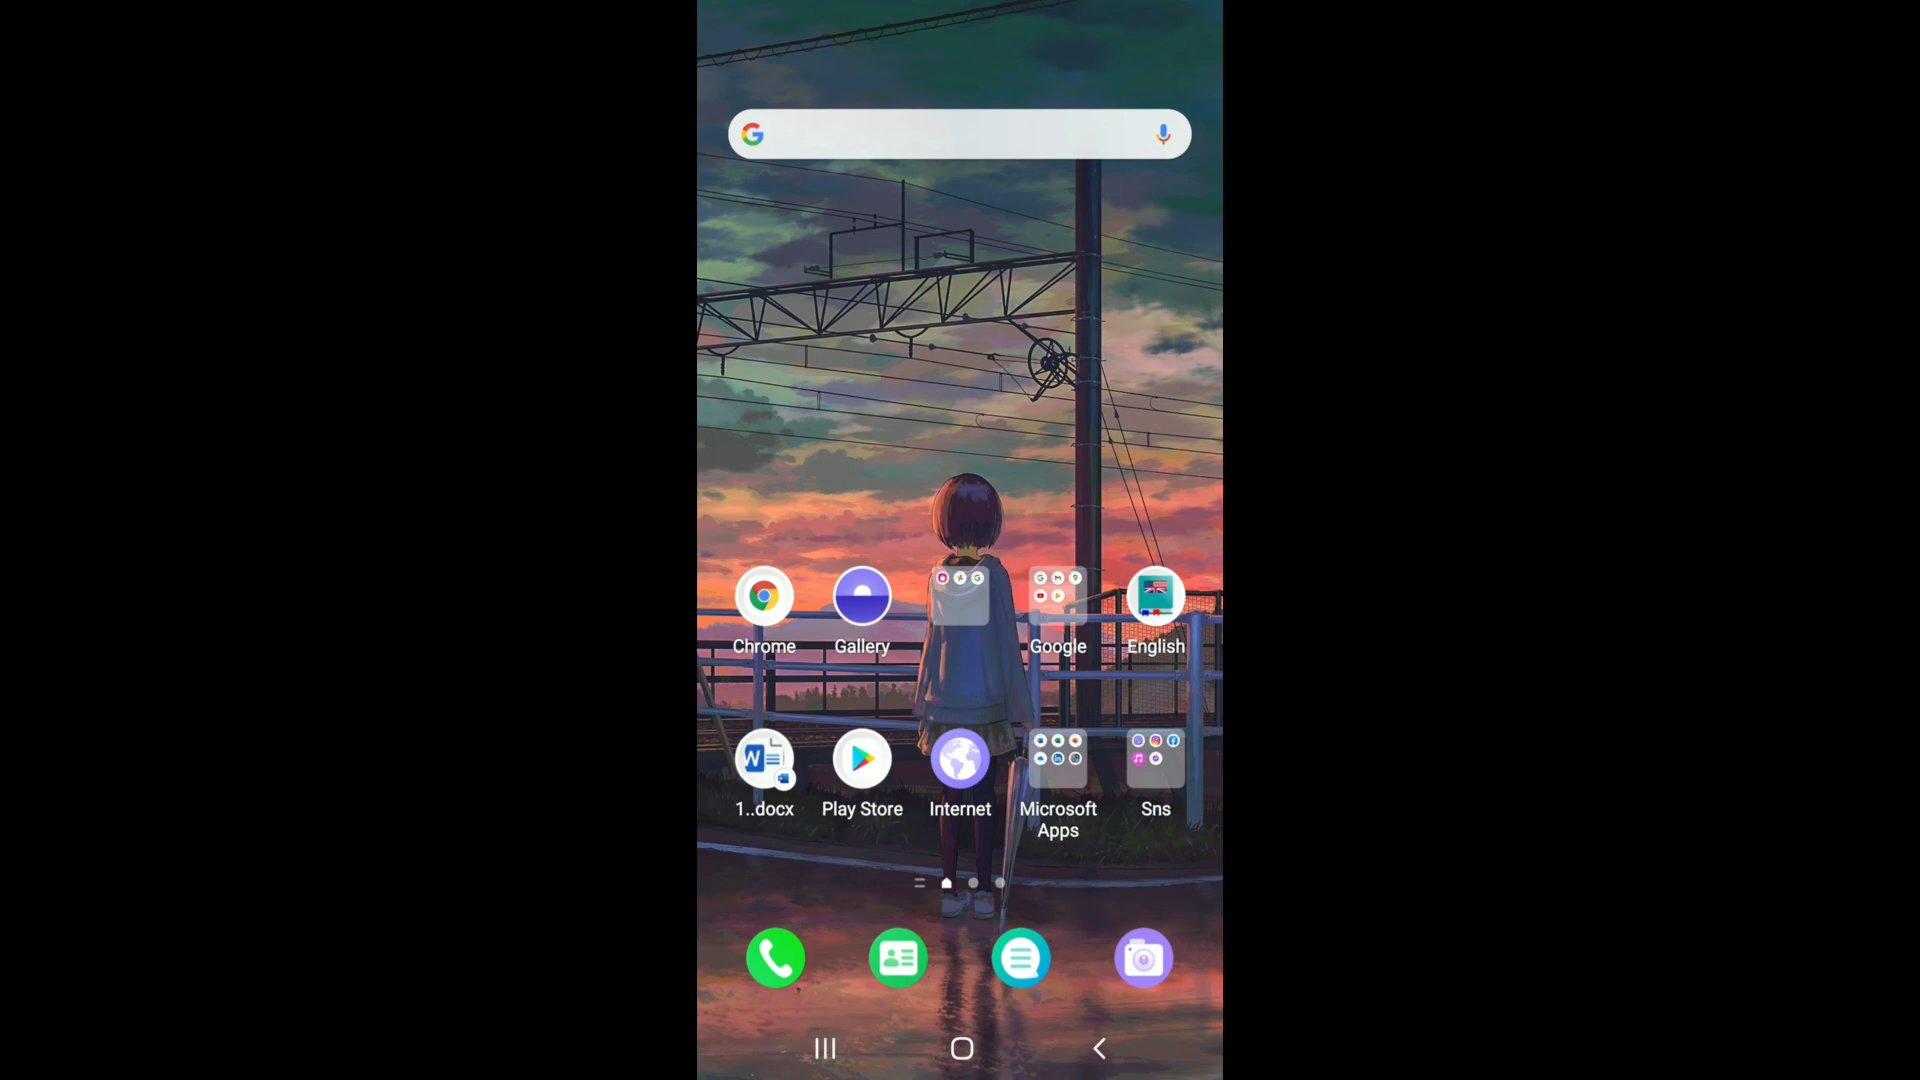 Chrome
Gallery
Google
English
1..docx
Play Store
Internet
Microsoft
Apps
Sns